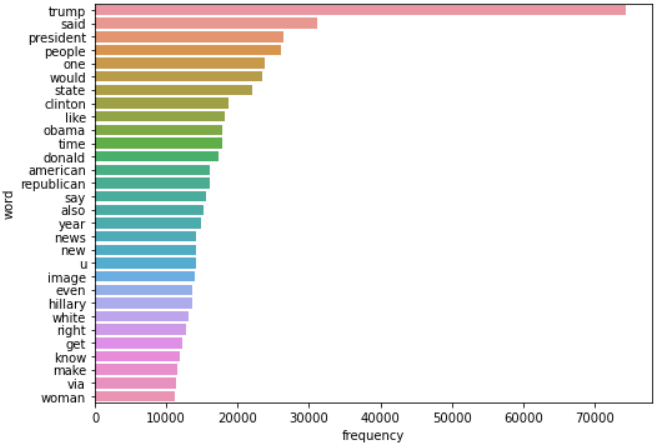 trump
said
president
people
one
would
state
clinton
like
obama
time
donald
american
republican
say
also
year
news
new
u
image
even
hillary
white
right
get
know
make
via
woman
word
0 10000 20000 30000 40000 50000 60000 70000
frequency